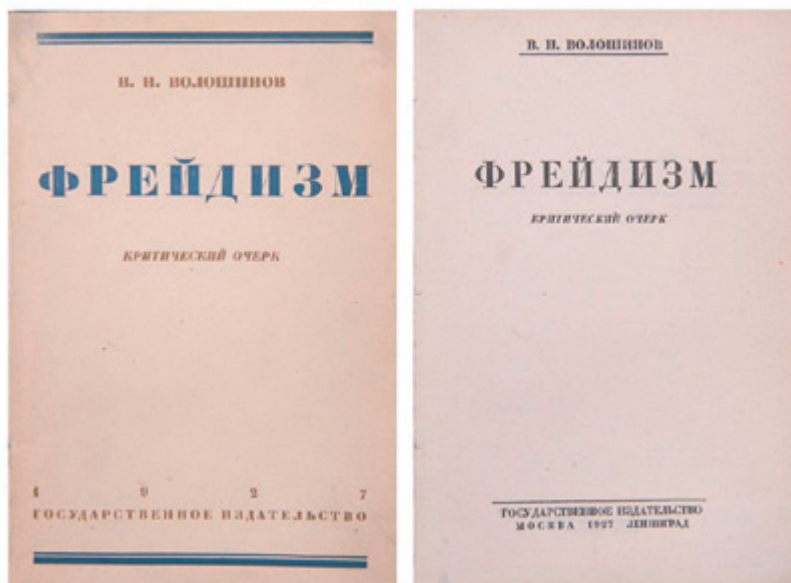 В. Н. ВОЛОШИНОВ
ФРЕЙДИЗМ
КРИТИЧЕСКИЙ ОЧЕРК
1 9 2 7
ГОСУДАРСТВЕННОЕ ИЗДАТЕЛЬСТВО
В. Н. ВОЛОШИНОВ
ФРЕЙДИЗМ
КРИТИЧЕСКИЙ ОЧЕРК
ГОСУДАРСТВЕННОЕ ИЗДАТЕЛЬСТВО
МОСКВА 1927 ЛЕНИНГРАД